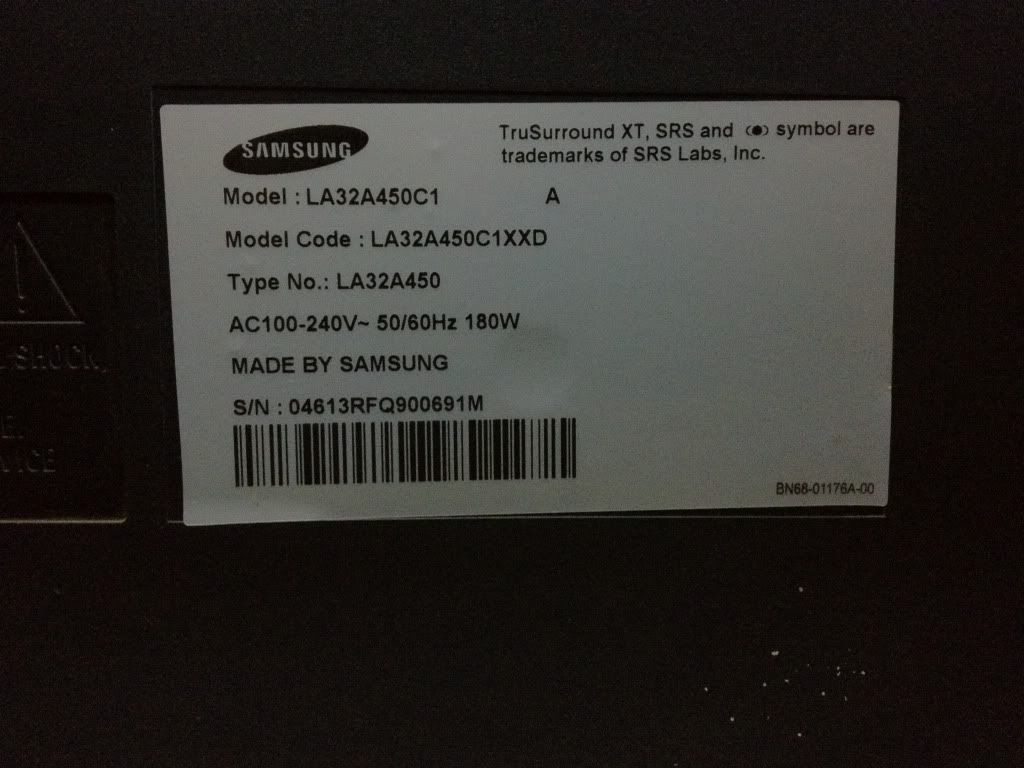 SAMSUNG
TruSurround XT, SRS and (●) symbol are
trademarks of SRS Labs, Inc.
Model : LA32A450C1 A
Model Code : LA32A450C1XXD
Type No.: LA32A450
AC100-240V~ 50/60Hz 180W
MADE BY SAMSUNG
S/N : 04613RFQ900691M
BN68-01176A-00
SHOCK,